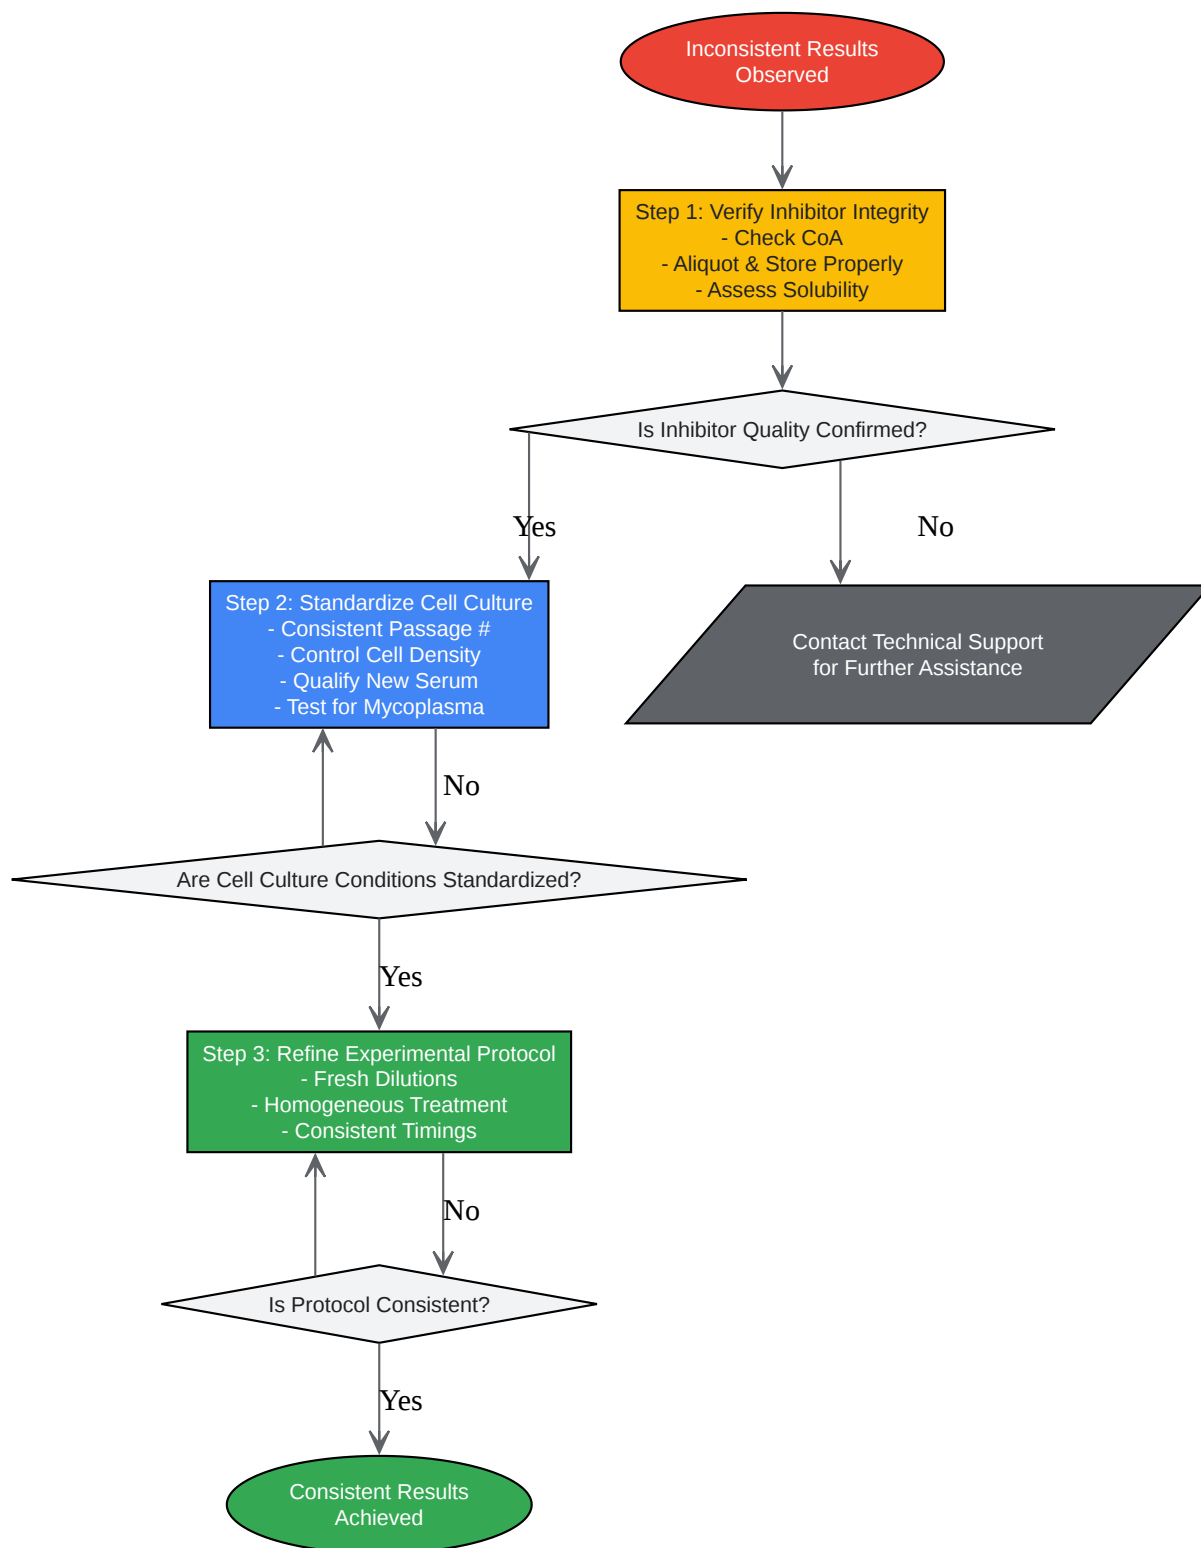 Inconsistent Results
Observed
Step 1: Verify Inhibitor Integrity
- Check CoA
- Aliquot & Store Properly
- Assess Solubility
Is Inhibitor Quality Confirmed?
Yes
No
Step 2: Standardize Cell Culture
- Consistent Passage #
- Control Cell Density
- Qualify New Serum
- Test for Mycoplasma
Contact Technical Support
for Further Assistance
No
Are Cell Culture Conditions Standardized?
Yes
Step 3: Refine Experimental Protocol
- Fresh Dilutions
- Homogeneous Treatment
- Consistent Timings
No
Is Protocol Consistent?
Yes
Consistent Results
Achieved